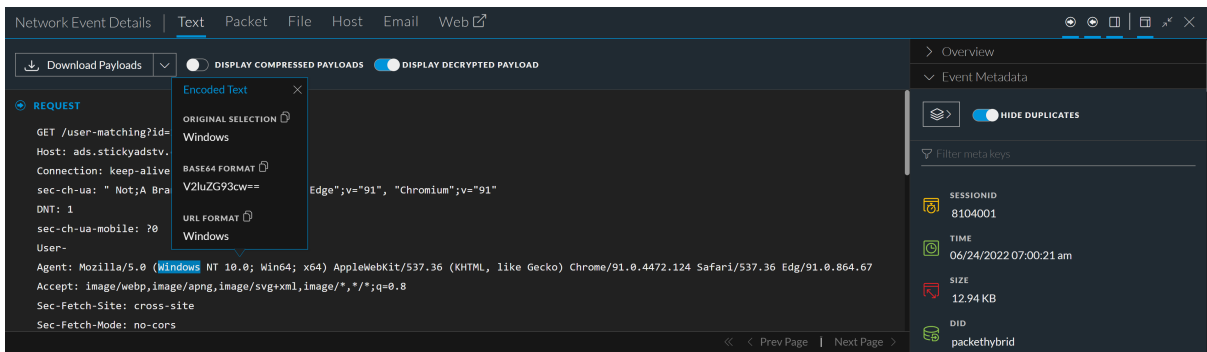 Network Event Details | Text Packet File Host Email Web
Download Payloads DISPLAY COMPRESSED PAYLOADS DISPLAY DECRYPTED PAYLOAD
Encoded Text
ORIGINAL SELECTION
Windows
BASE64 FORMAT
V2luZG93cw==
URL FORMAT
Windows
REQUEST
GET /user-matching?id=
Host: ads.stickyadstv.
Connection: keep-alive
sec-ch-ua: " Not;A Bra Edge";v="91", "Chromium";v="91"
DNT: 1
sec-ch-ua-mobile: ?0
User-
Agent: Mozilla/5.0 (Windows NT 10.0; Win64; x64) AppleWebKit/537.36 (KHTML, like Gecko) Chrome/91.0.4472.124 Safari/537.36 Edg/91.0.864.67
Accept: image/webp,image/apng,image/svg+xml,image/*,*/*;q=0.8
Sec-Fetch-Site: cross-site
Sec-Fetch-Mode: no-cors
« < Prev Page | Next Page >
> Overview
Event Metadata
HIDE DUPLICATES
Filter meta keys
SESSIONID
8104001
TIME
06/24/2022 07:00:21 am
SIZE
12.94 KB
DID
packethybrid